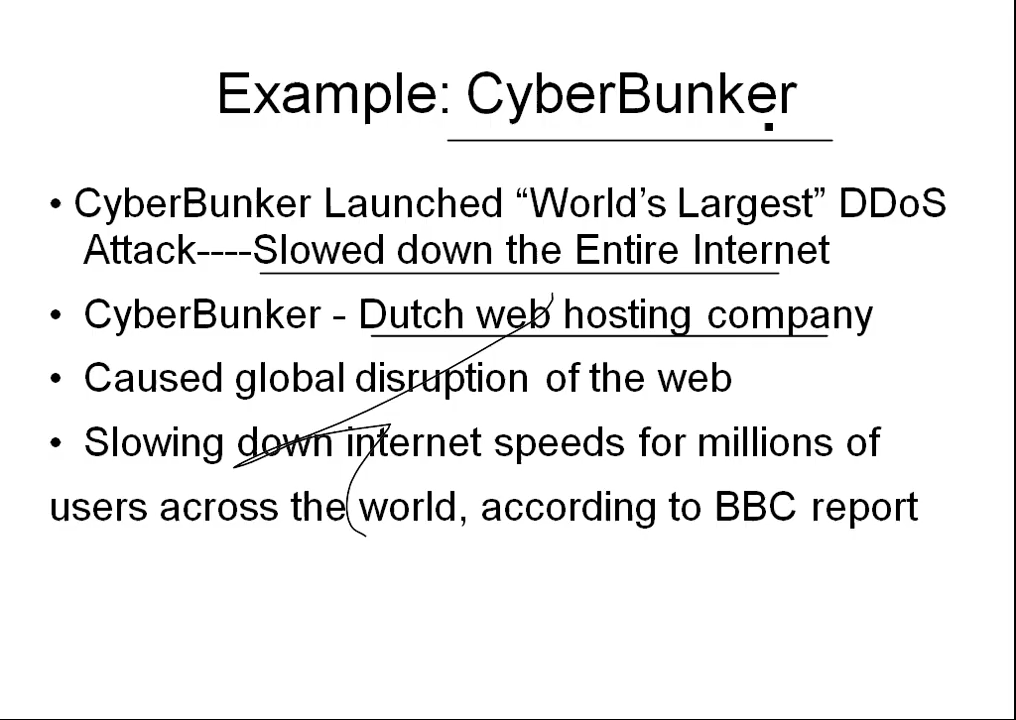 Example: CyberBunker
• CyberBunker Launched “World’s Largest” DDoS
Attack----Slowed down the Entire Internet
• CyberBunker - Dutch web hosting company
• Caused global disruption of the web
• Slowing down internet speeds for millions of
users across the world, according to BBC report